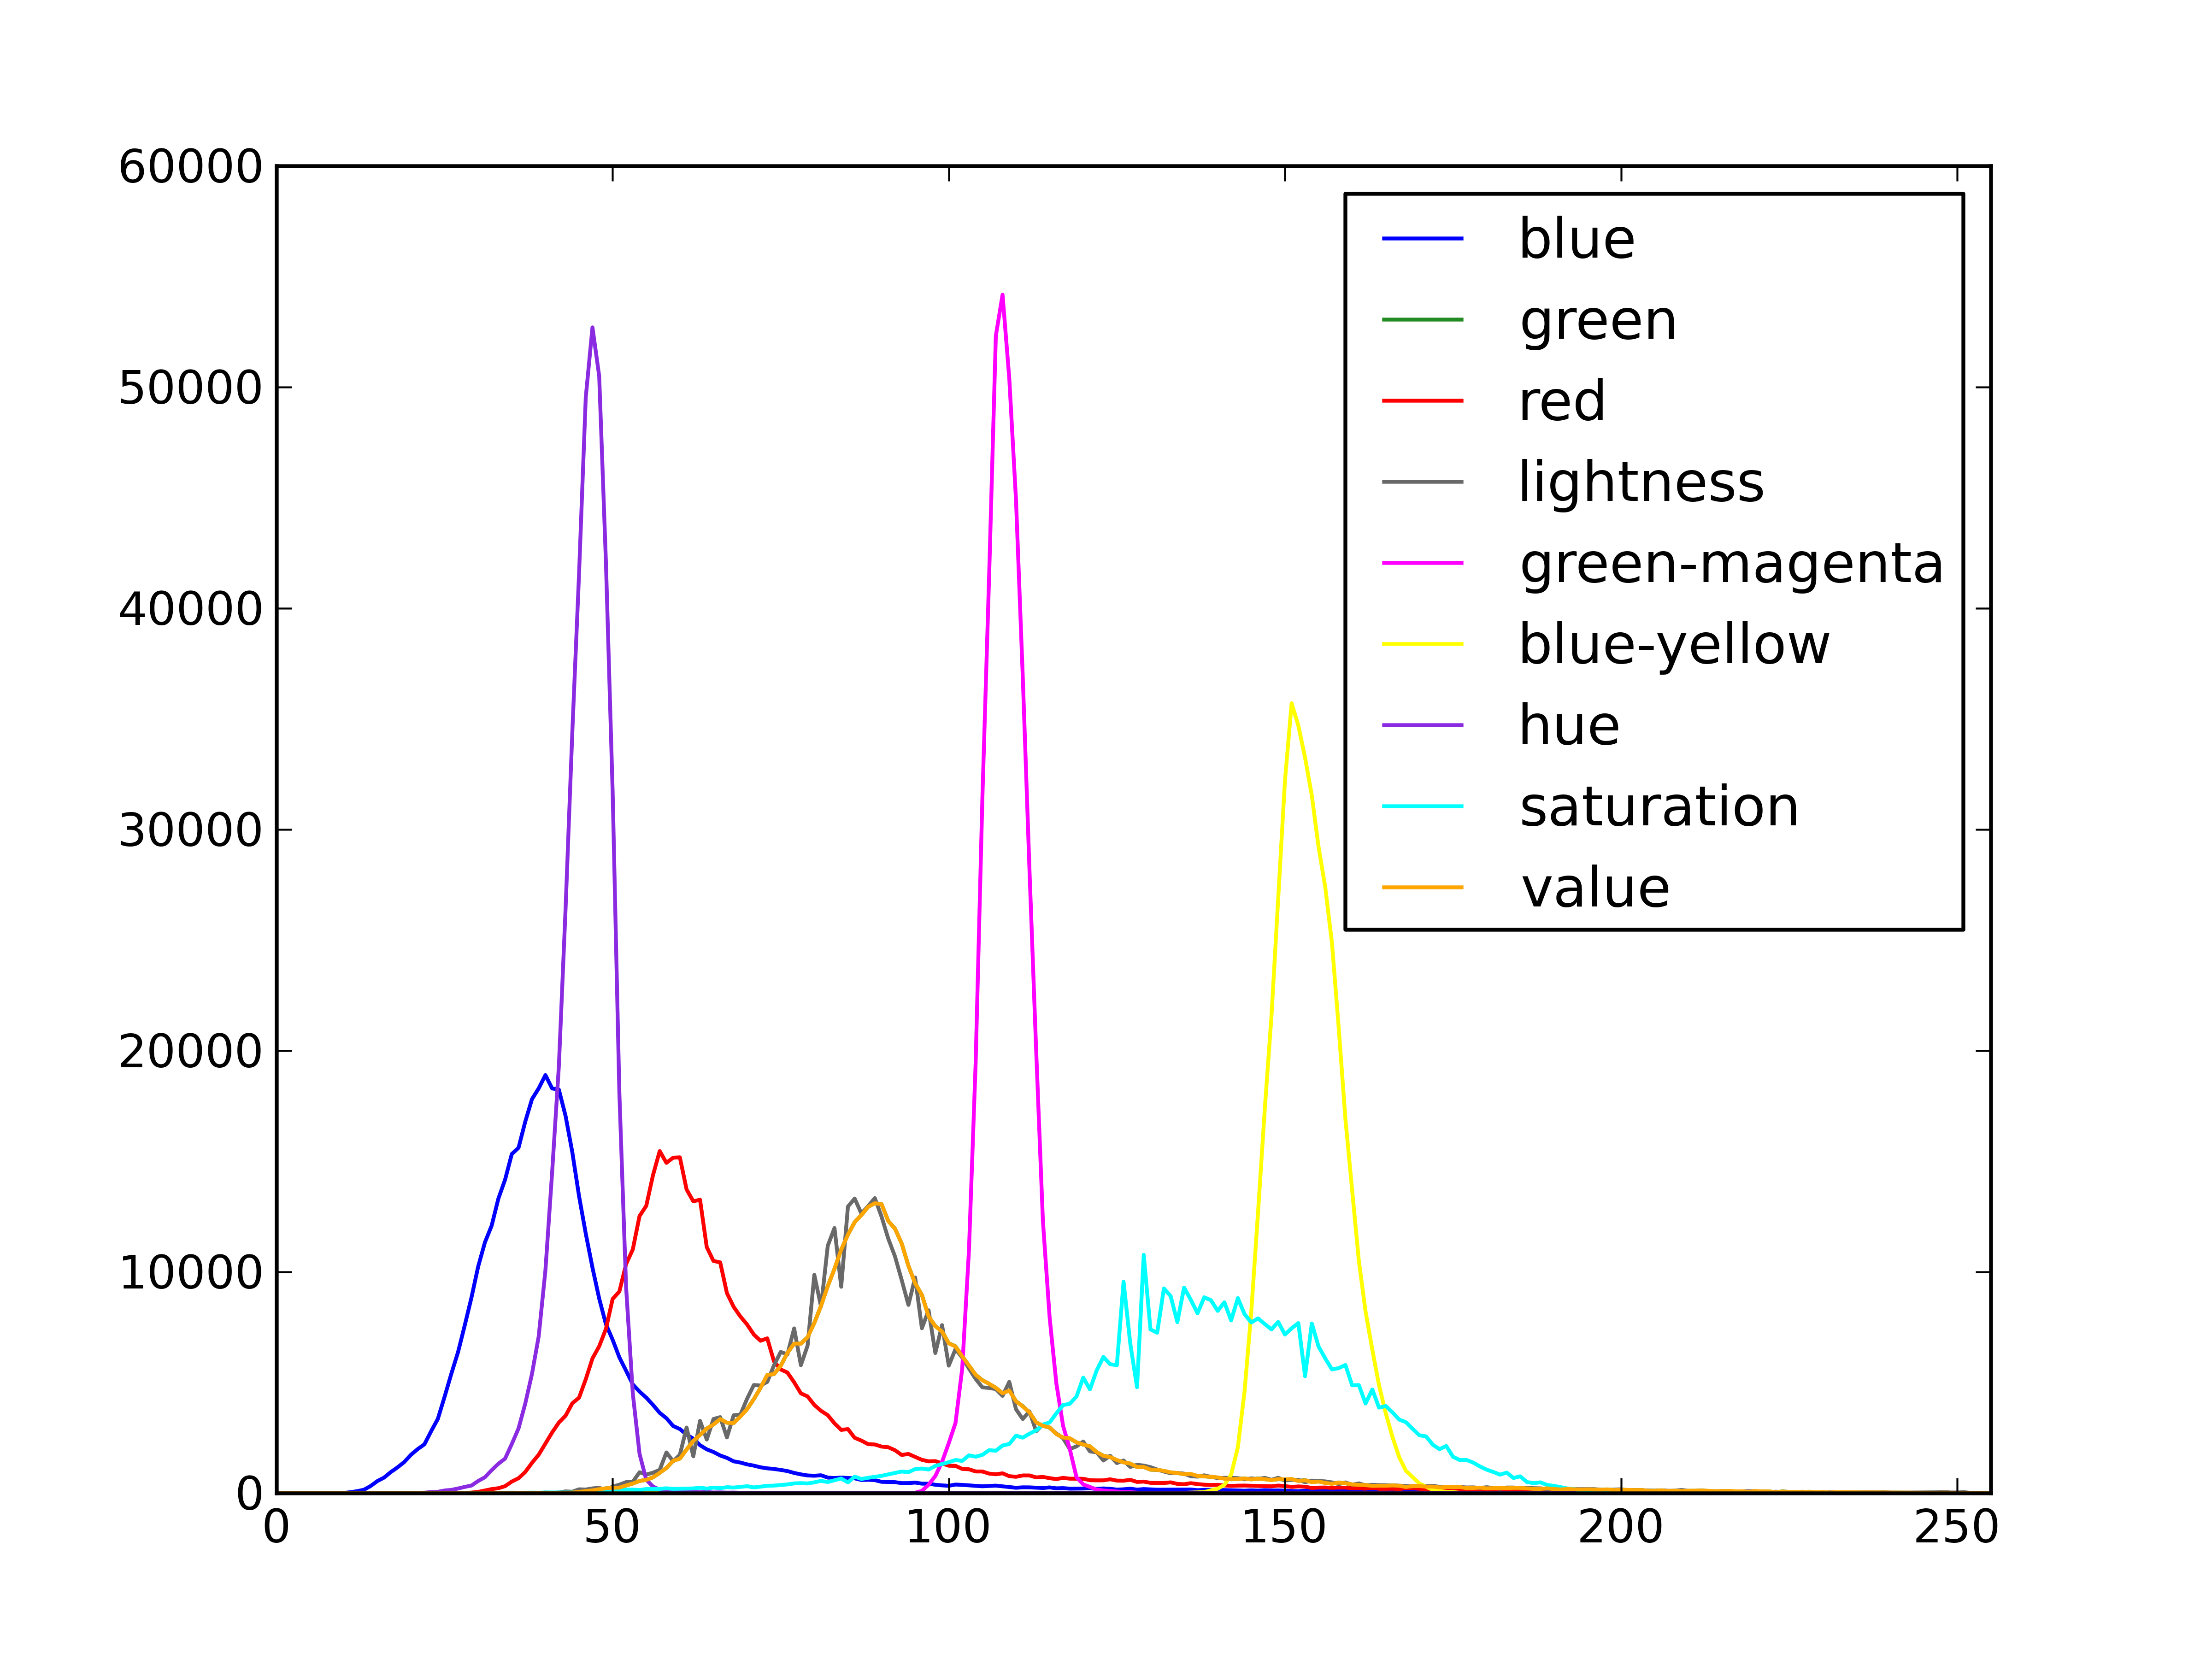 60000
50000
40000
30000
20000
10000
0
0 50 100 150 200 250
blue
green
red
lightness
green-magenta
blue-yellow
hue
saturation
value